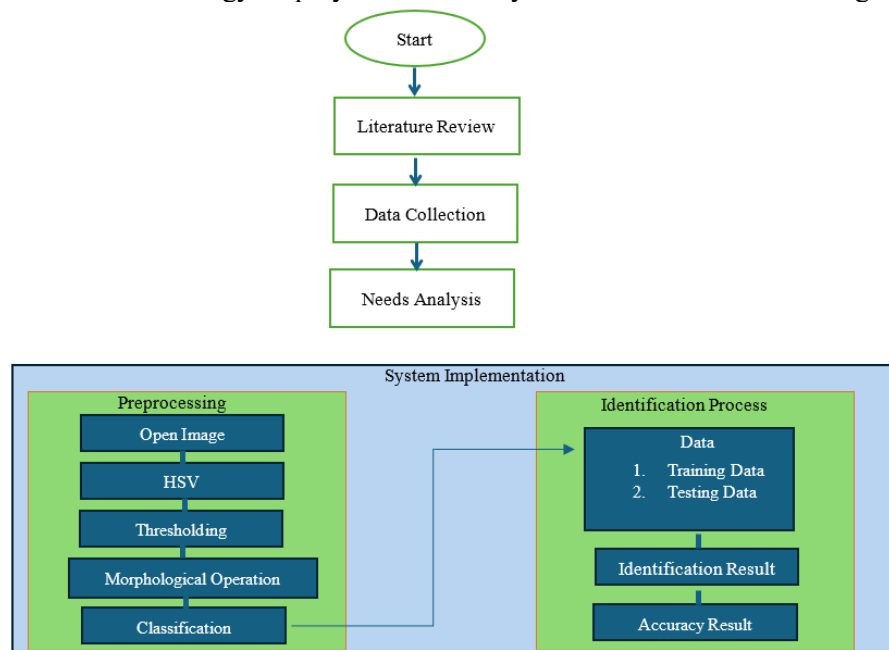 Start
Literature Review
Data Collection
Needs Analysis
System Implementation
Preprocessing
Open Image
HSV
Thresholding
Morphological Operation
Classification
Identification Process
Data
1. Training Data
2. Testing Data
Identification Result
Accuracy Result